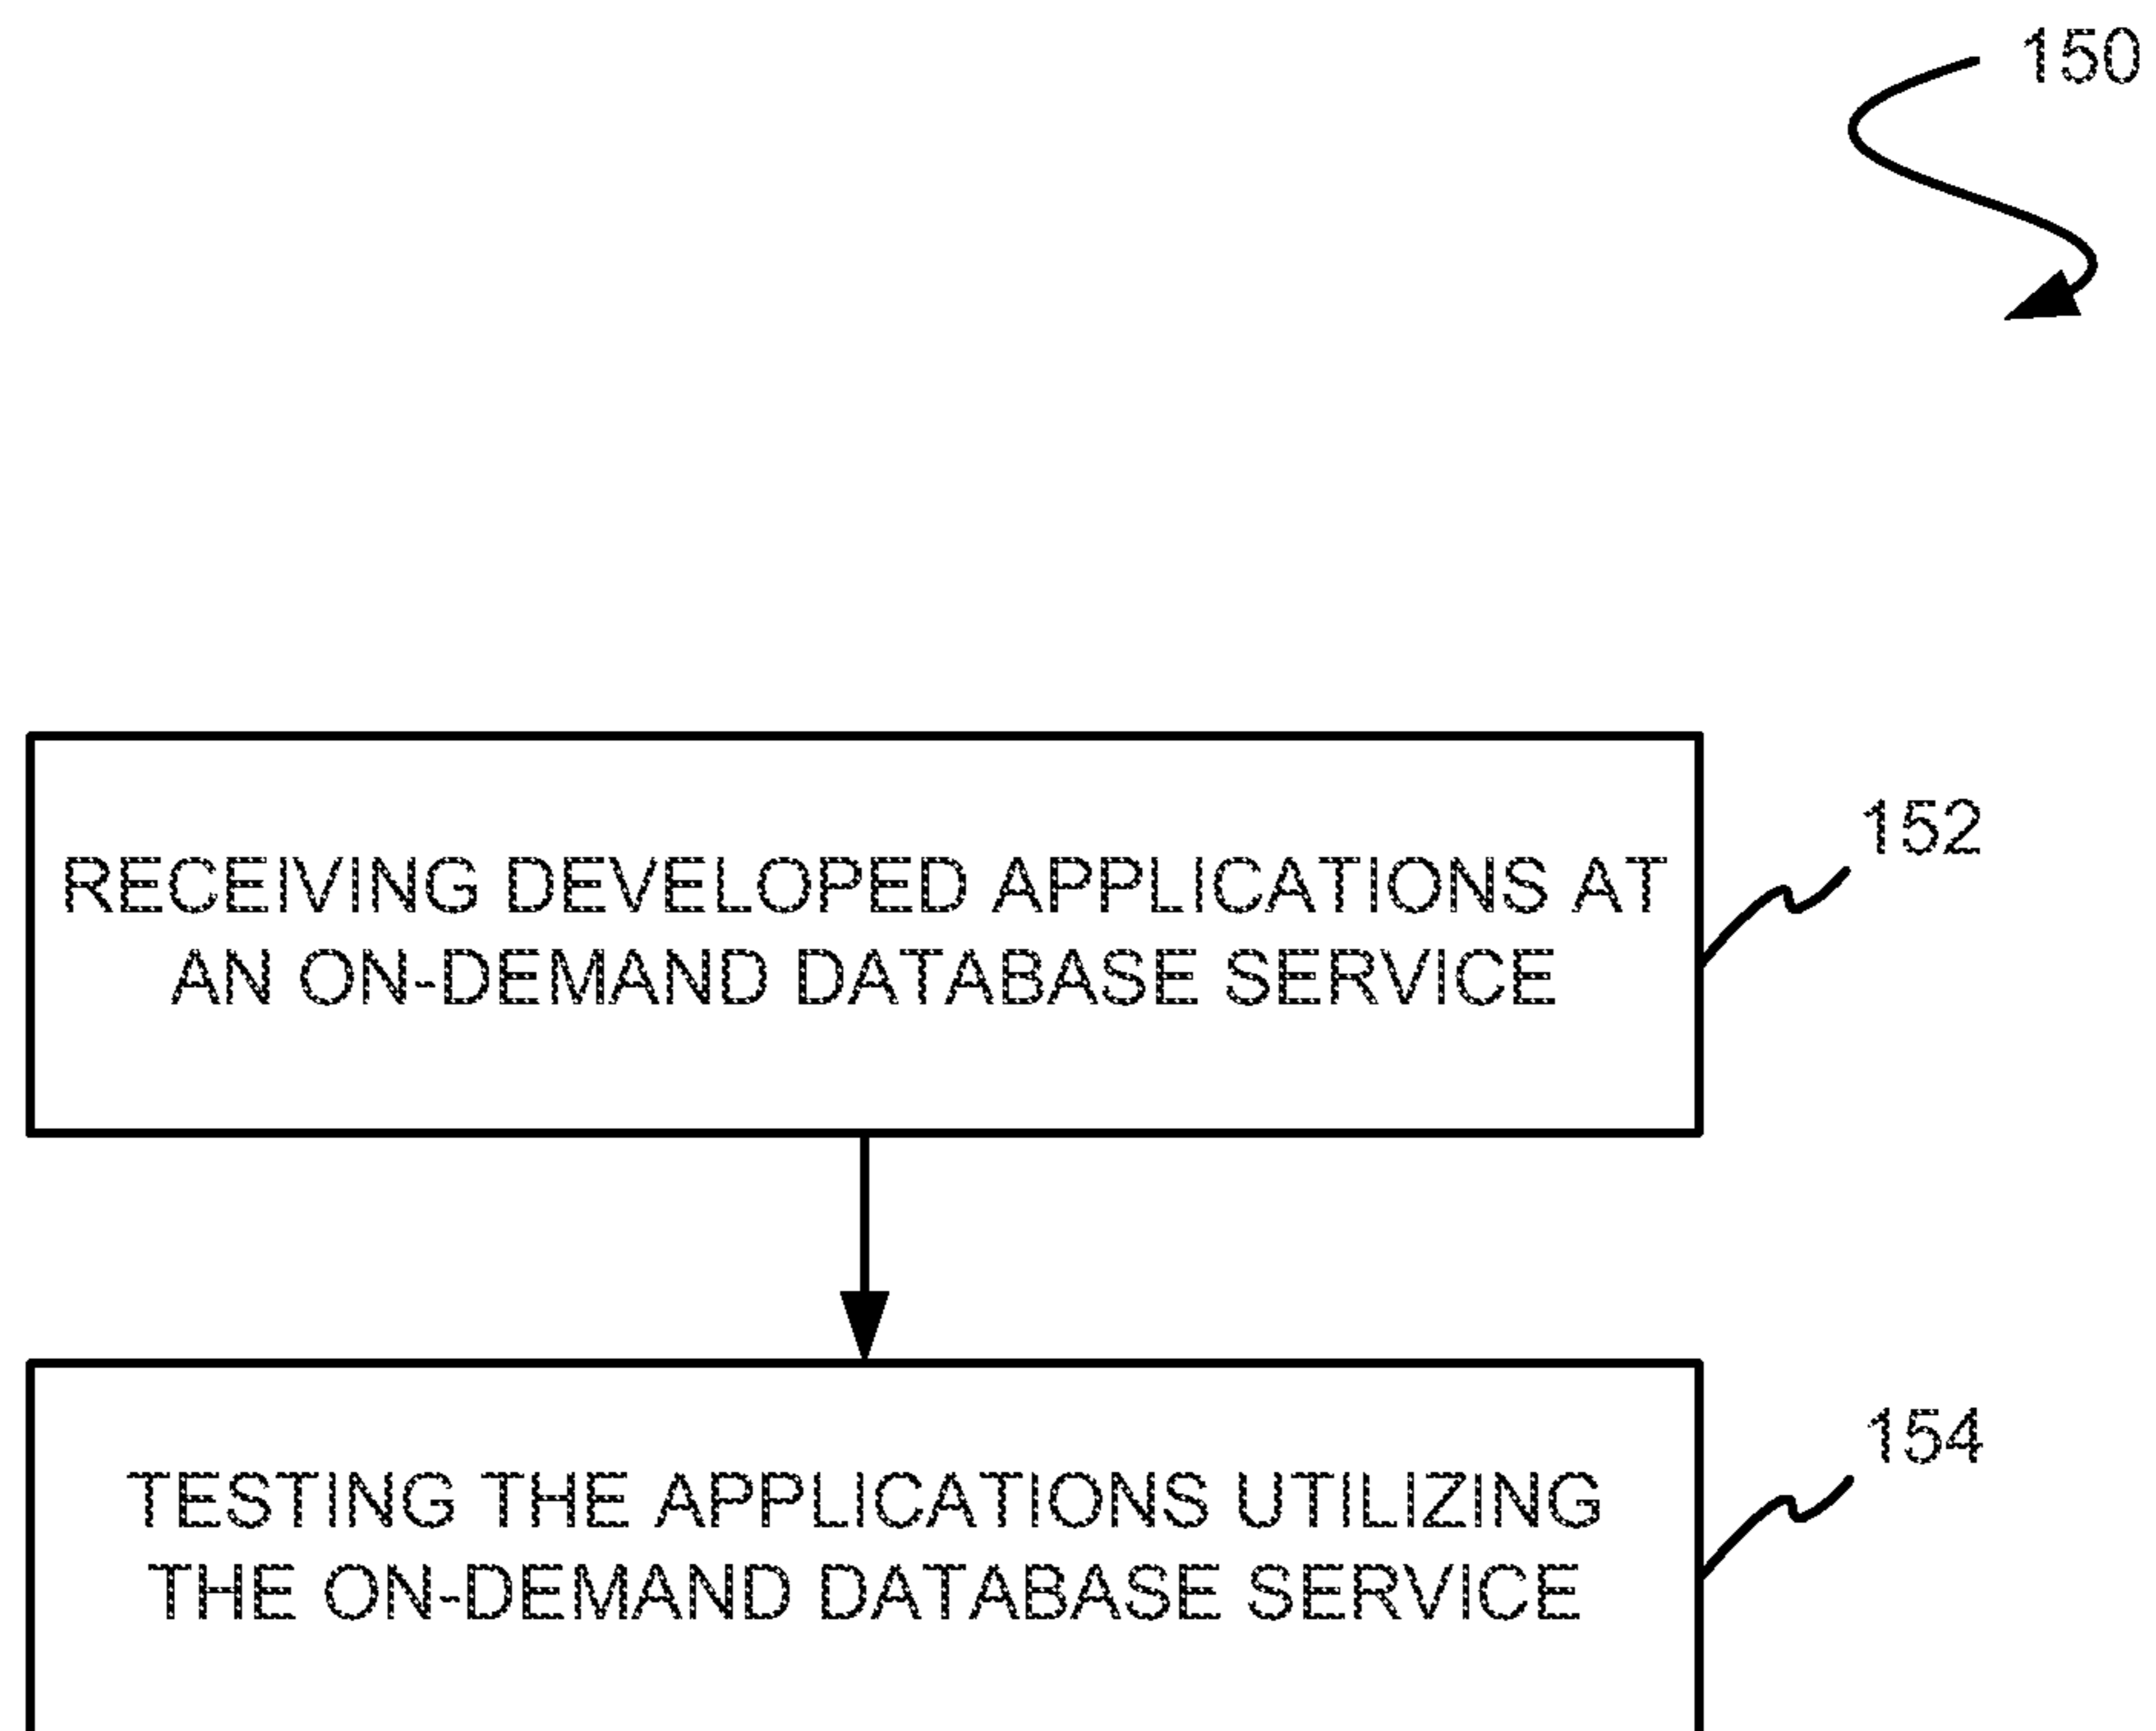 150
152
RECEIVING DEVELOPED APPLICATIONS AT
AN ON-DEMAND DATABASE SERVICE
154
TESTING THE APPLICATIONS UTILIZING
THE ON-DEMAND DATABASE SERVICE